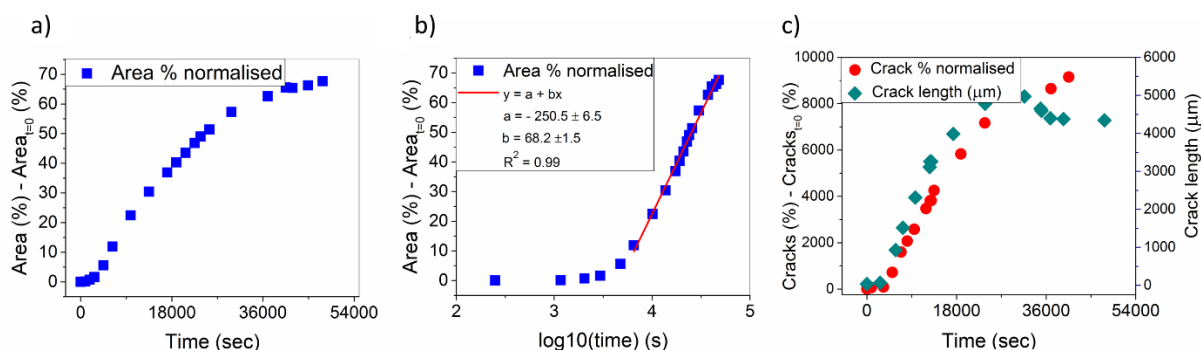 a)
Area % normalised
Area (%) - Area_{t=0} (%)
70
60
50
40
30
20
10
0
0 18000 36000 54000
Time (sec)
b)
Area % normalised
y = a + bx
a = - 250.5 ± 6.5
b = 68.2 ±1.5
R² = 0.99
Area (%) - Area_{t=0} (%)
70
60
50
40
30
20
10
0
2 3 4 5
log10(time) (s)
c)
Crack % normalised
Crack length (μm)
Cracks (%) - Cracks_{t=0} (%)
10000
8000
6000
4000
2000
0
6000
5000
4000
3000
2000
1000
0
Crack length (μm)
0 18000 36000 54000
Time (sec)